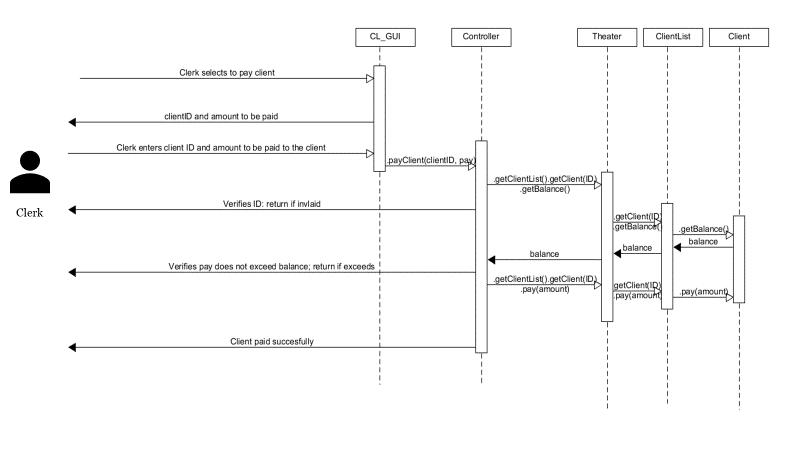 CL_GUI
Controller
Theater
ClientList
Client
Clerk selects to pay client
clientID and amount to be paid
Clerk enters client ID and amount to be paid to the client
.payClient(clientID, pay)
.getClientList().getClient(ID)
.getBalance()
Verifies ID: return if invlaid
.getClient(ID)
.getBalance()
.getBalance()
balance
balance
balance
Verifies pay does not exceed balance; return if exceeds
.getClientList().getClient(ID)
.pay(amount)
.getClient(ID)
.pay(amount)
.pay(amount)
Client paid succesfully
Clerk